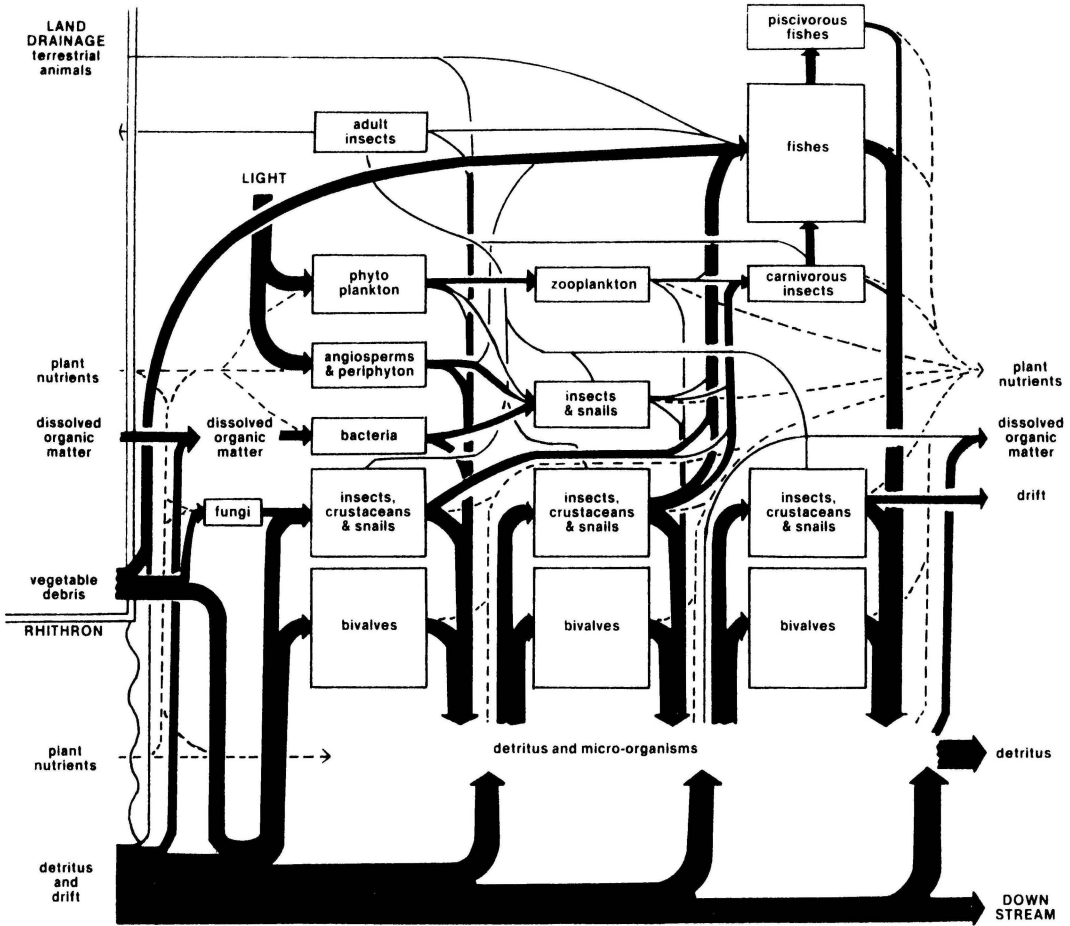 LAND
DRAINAGE
terrestrial
animals
piscivorous
fishes
adult
insects
fishes
LIGHT
phyto
plankton
zooplankton
carnivorous
insects
plant
nutrients
angiosperms
& periphyton
insects
& snails
plant
nutrients
dissolved
organic
matter
dissolved
organic
matter
bacteria
dissolved
organic
matter
fungi
insects,
crustaceans
& snails
insects,
crustaceans
& snails
insects,
crustaceans
& snails
drift
vegetable
debris
RHITHRON
bivalves
bivalves
bivalves
plant
nutrients
detritus and micro-organisms
detritus
detritus
and
drift
DOWN
STREAM